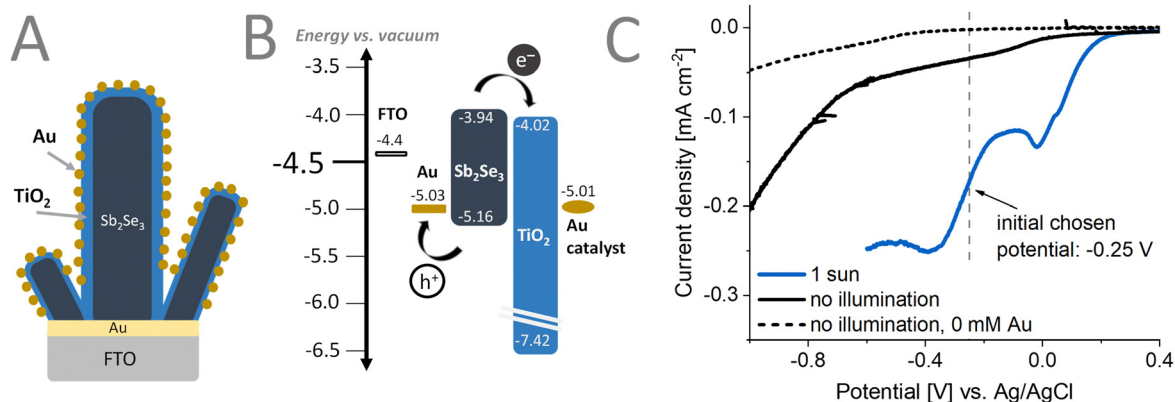 A
Au
TiO₂
Sb₂Se₃
Au
FTO
B
Energy vs. vacuum
-3.5
-4.0
-4.5
-5.0
-5.5
-6.0
-6.5
FTO
-4.4
Au
-5.03
e⁻
-3.94
Sb₂Se₃
-5.16
h⁺
-4.02
TiO₂
-7.42
-5.01
Au
catalyst
C
Current density [mA cm⁻²]
0.0
-0.1
-0.2
-0.3
initial chosen
potential: -0.25 V
1 sun
no illumination
no illumination, 0 mM Au
-0.8
-0.4
0.0
0.4
Potential [V] vs. Ag/AgCl